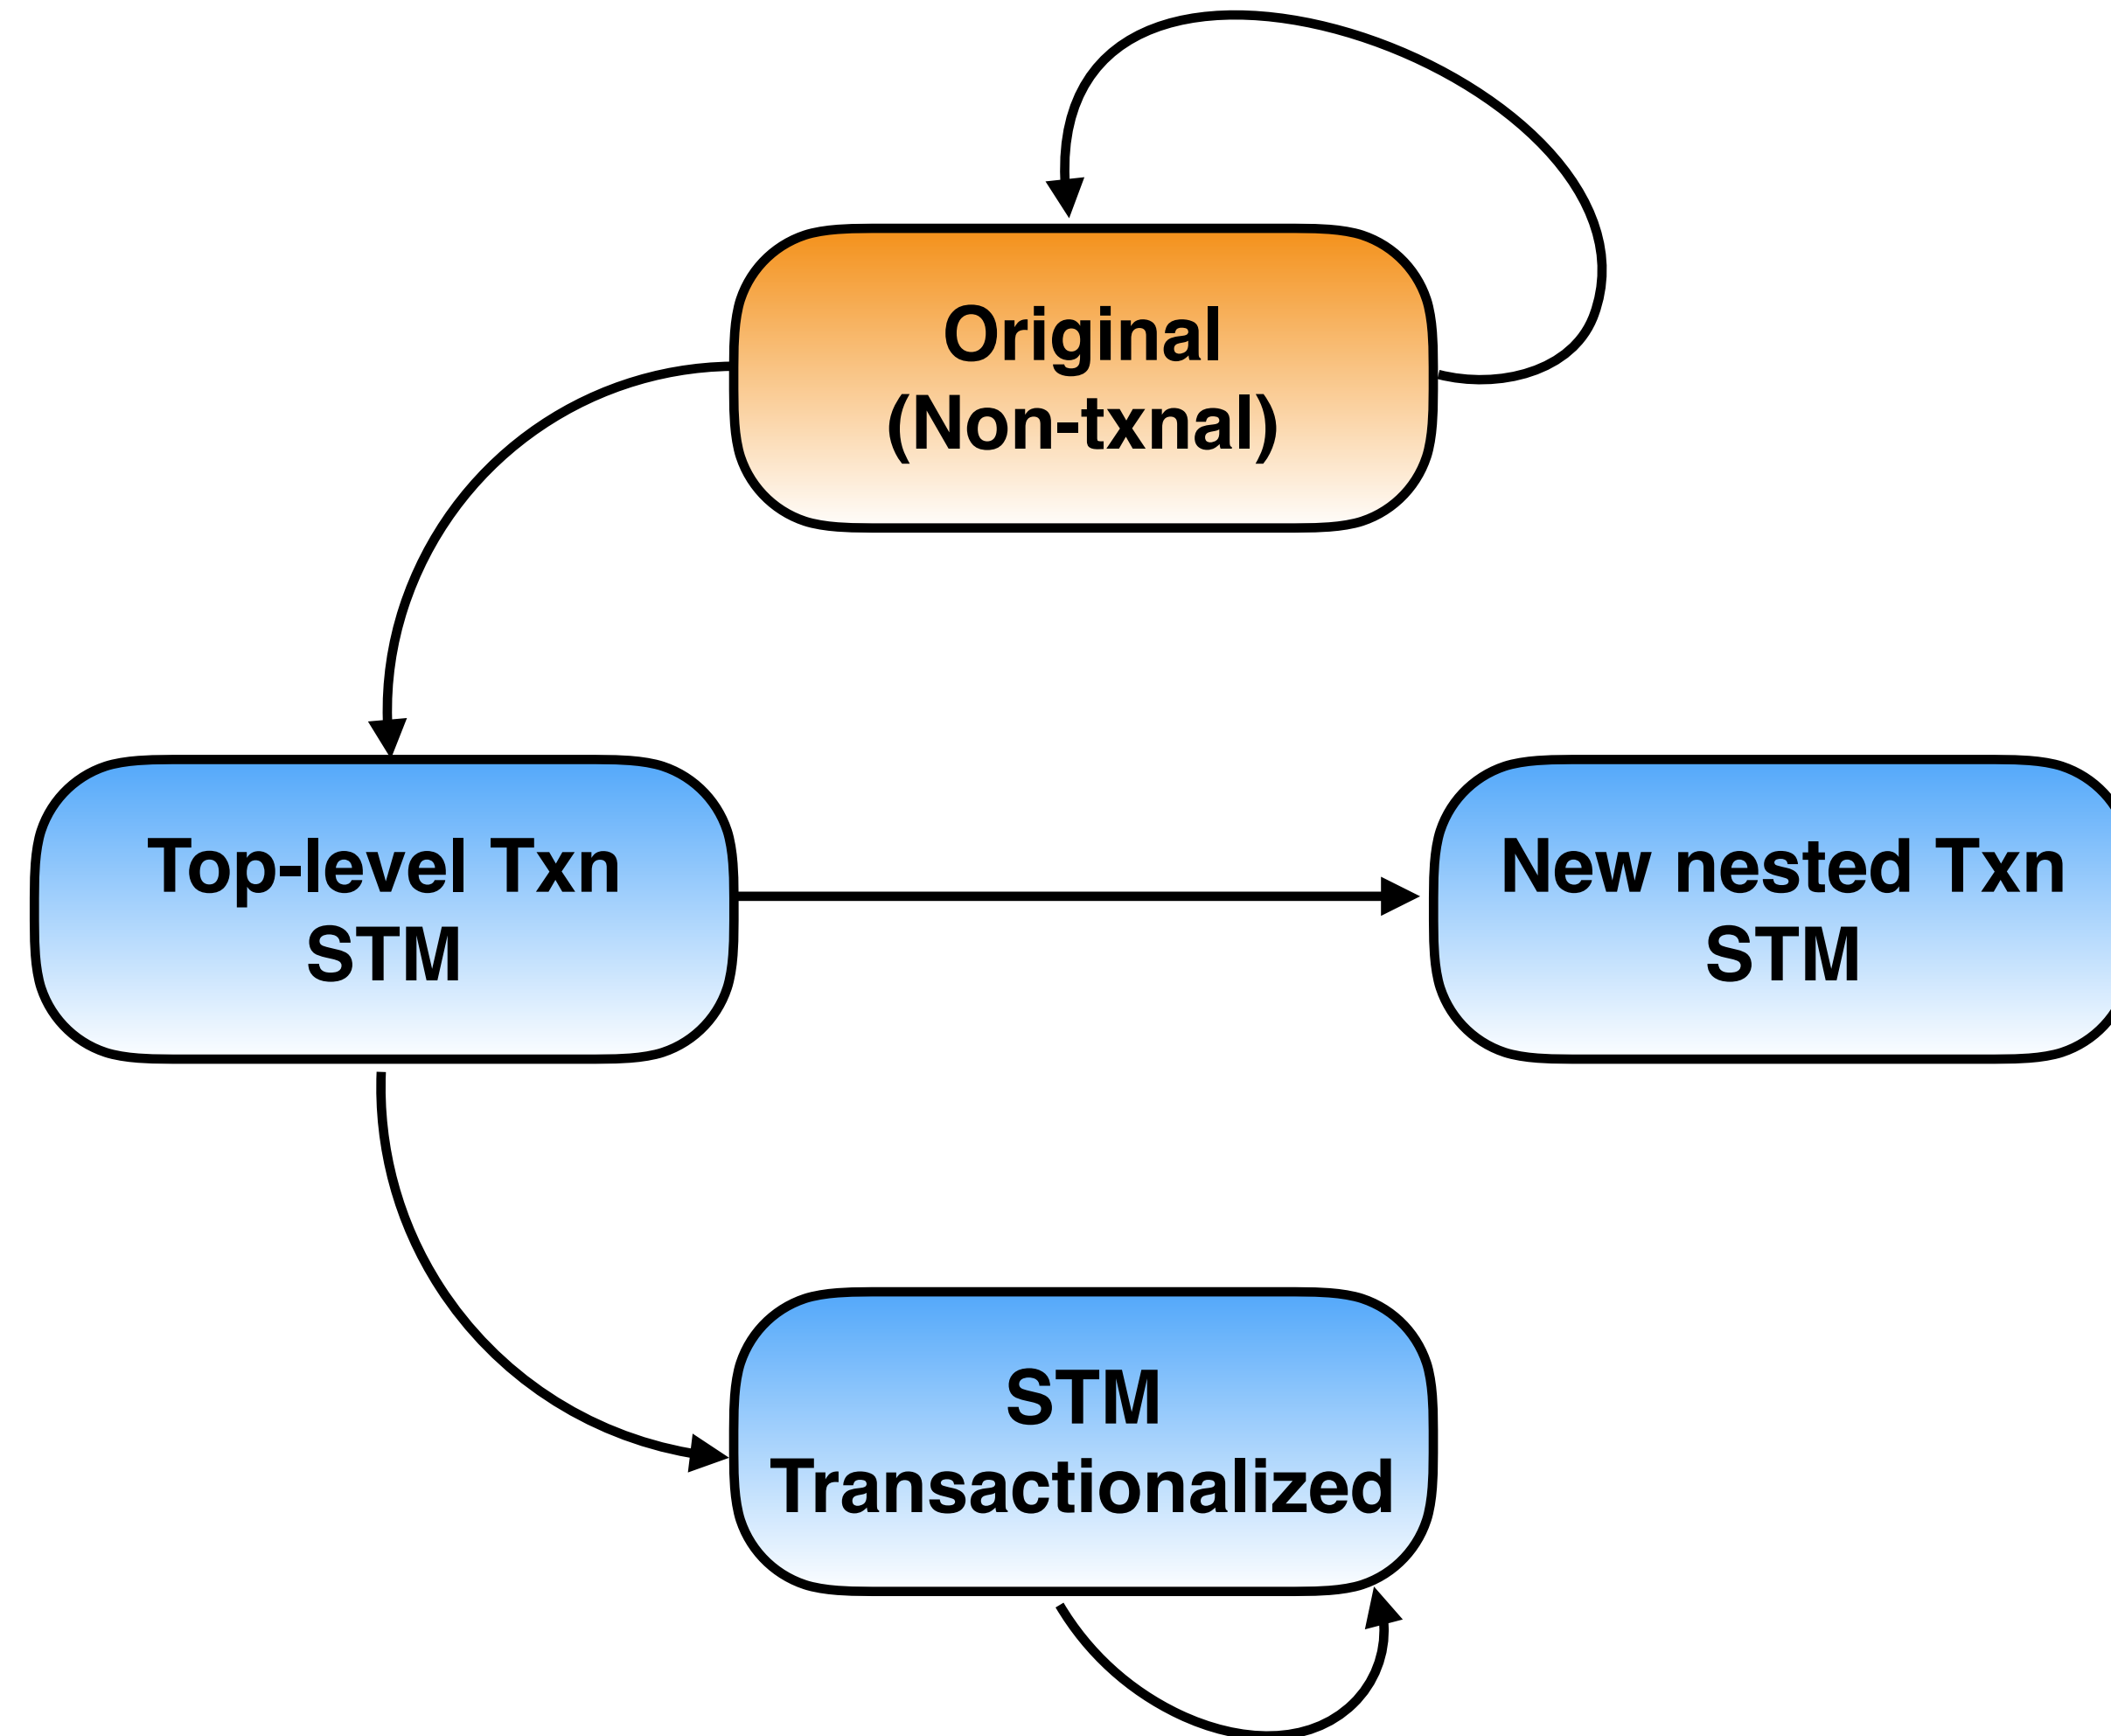 Original
(Non-txnal)
Top-level Txn
STM
New nested Txn
STM
STM
Transactionalized